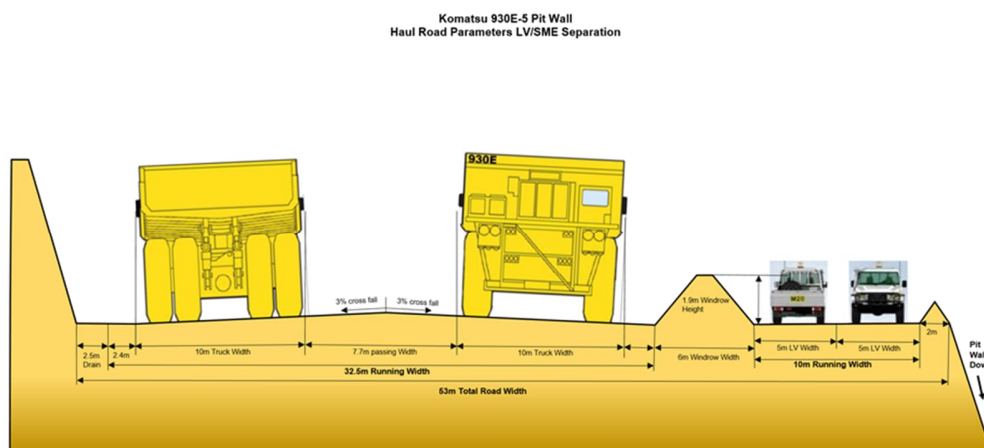 Komatsu 930E-5 Pit Wall
Haul Road Parameters LV/SME Separation
930E
3% cross fall
3% cross fall
1.9m Windrow
Height
M20
2.5m
Drain
2.4m
10m Truck Width
7.7m passing Width
10m Truck Width
6m Windrow Width
5m LV Width
5m LV Width
2m
32.5m Running Width
10m Running Width
53m Total Road Width
Pit
Wal
Dow